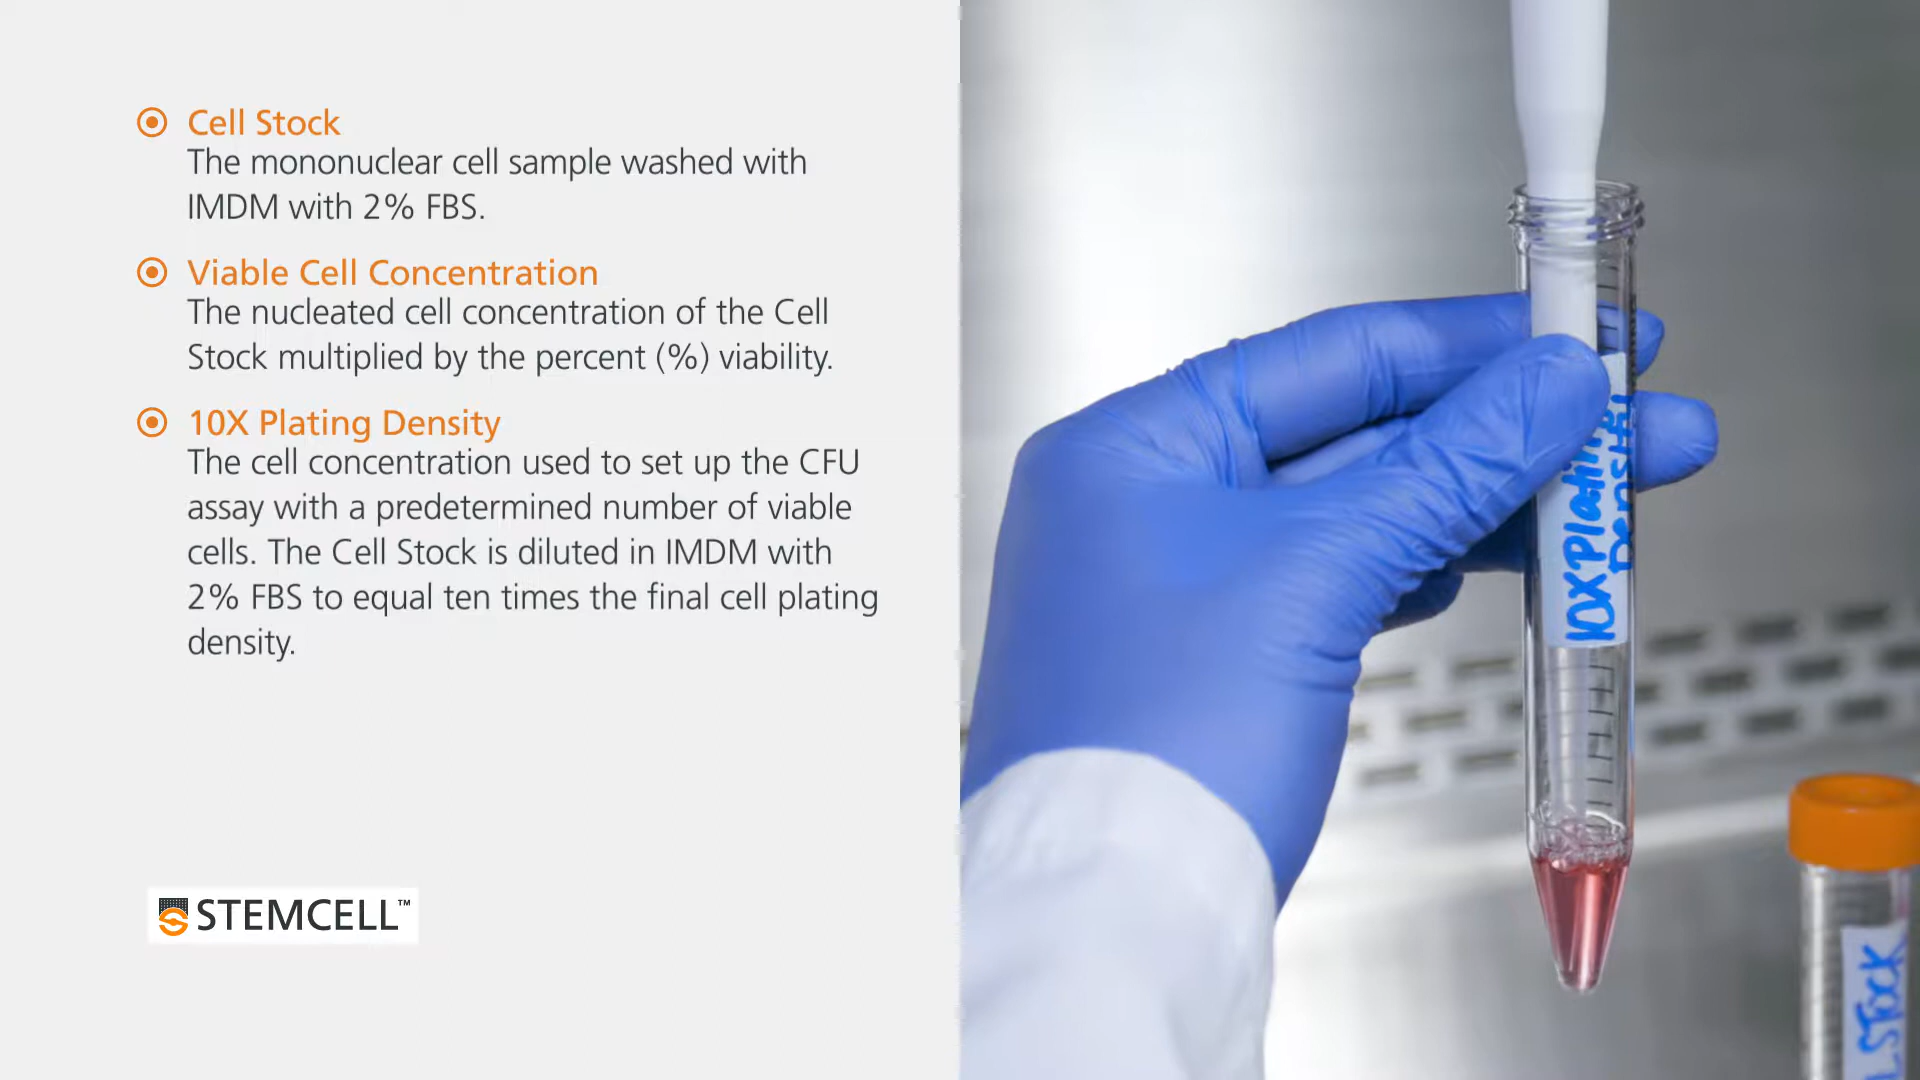 Cell Stock
The mononuclear cell sample washed with
IMDM with 2% FBS.
Viable Cell Concentration
The nucleated cell concentration of the Cell
Stock multiplied by the percent (%) viability.
10X Plating Density
The cell concentration used to set up the CFU
assay with a predetermined number of viable
cells. The Cell Stock is diluted in IMDM with
2% FBS to equal ten times the final cell plating
density.
STEMCELL™
10X Plating
Density
Stock